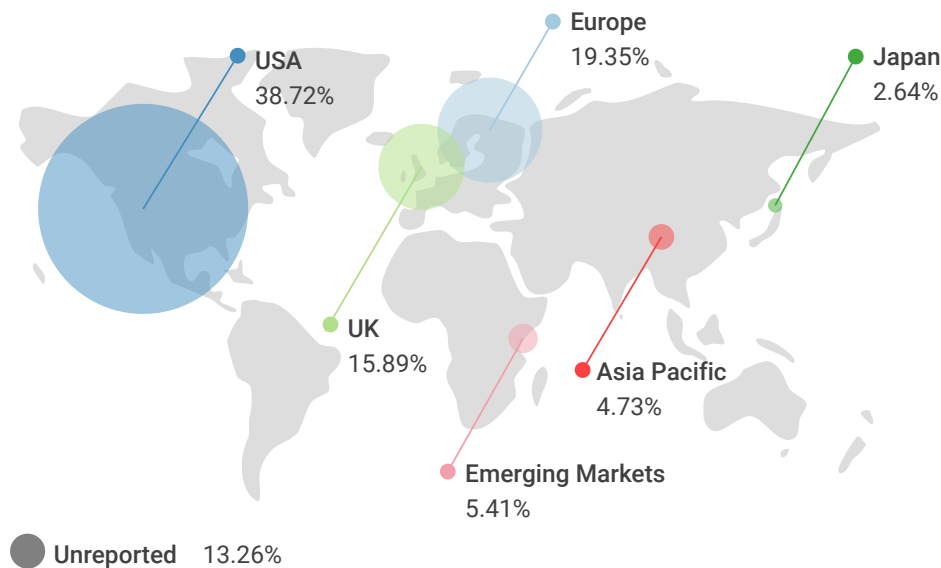 Europe
19.35%
USA
38.72%
Japan
2.64%
UK
15.89%
Asia Pacific
4.73%
Emerging Markets
5.41%
Unreported 13.26%